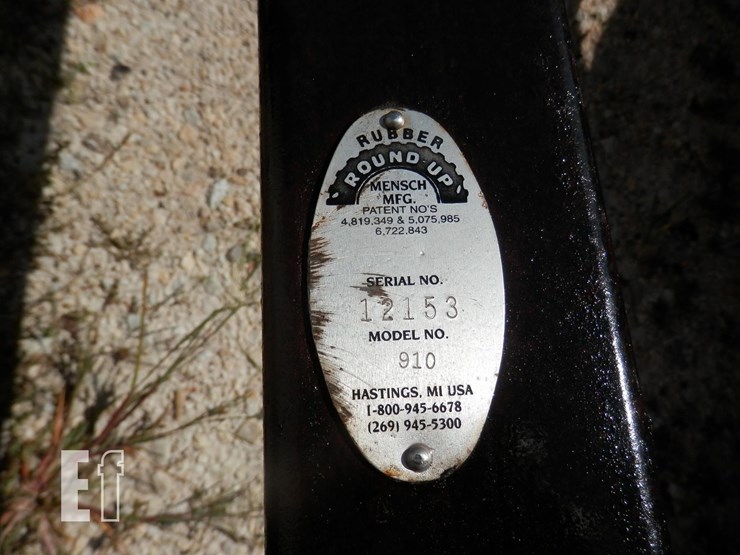 RUBBER
ROUND-UP
MENSCH
MFG.
PATENT NO'S
4,819,349 & 5,075,985
6,722,843
SERIAL NO.
12153
MODEL NO.
910
HASTINGS, MI USA
1-800-945-6678
(269) 945-5300
Ef